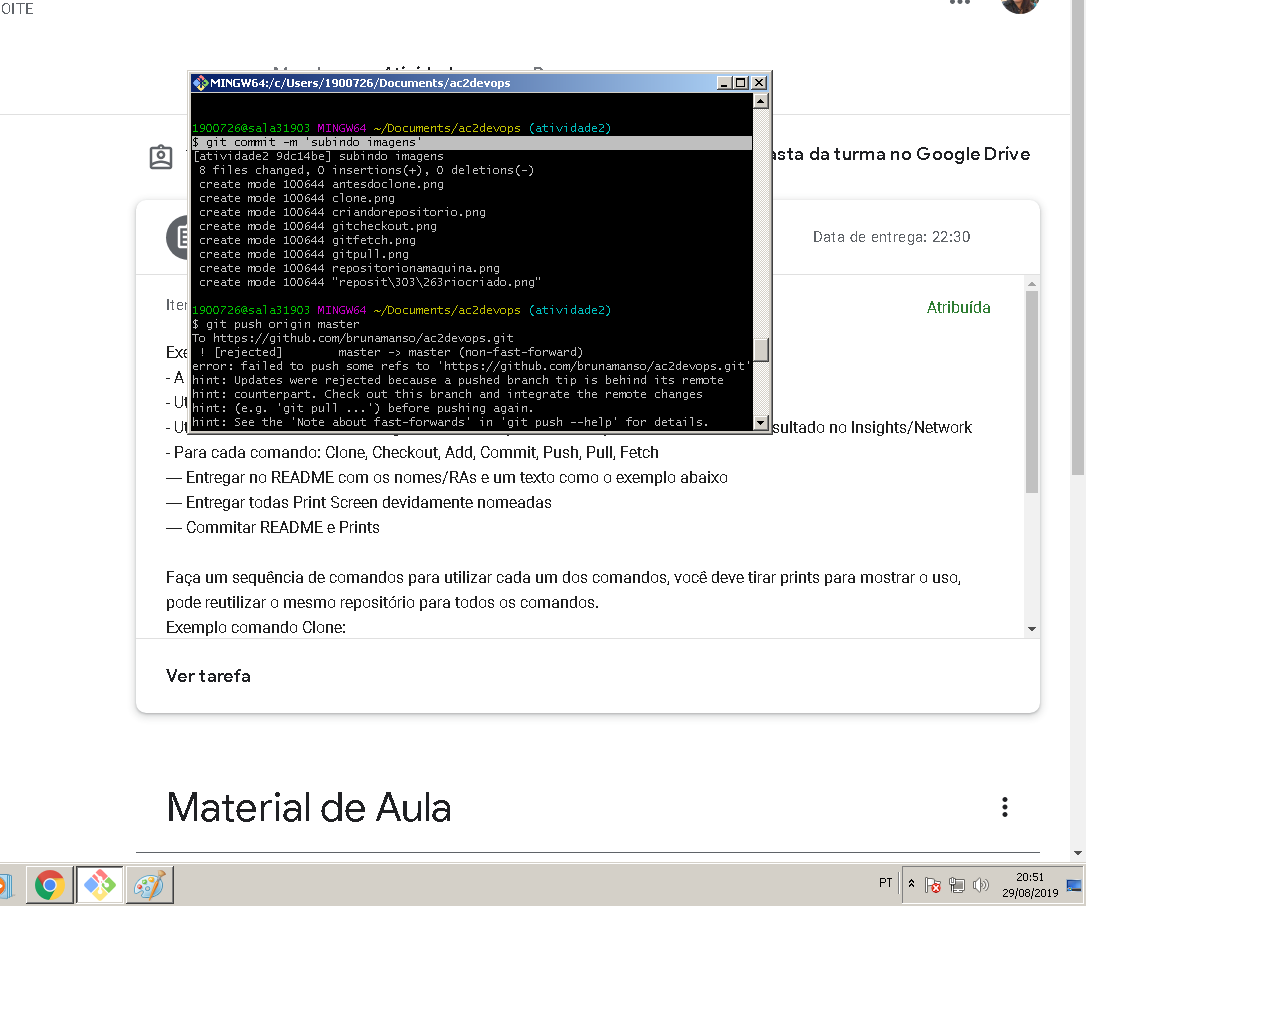 OITE
MINGW64:/c/Users/1900726/Documents/ac2devops
1900726@sala31903 MINGW64 ~/Documents/ac2devops (atividade2)
$ git commit -m 'subindo imagens'
[atividade2 9dc14be] subindo imagens
8 files changed, 0 insertions(+), 0 deletions(-)
create mode 100644 antesdoclone.png
create mode 100644 clone.png
create mode 100644 criandorepositorio.png
create mode 100644 gitcheckout.png
create mode 100644 gitfetch.png
create mode 100644 gitpull.png
create mode 100644 repositorionamaquina.png
create mode 100644 "reposit\303\263riocriado.png"
1900726@sala31903 MINGW64 ~/Documents/ac2devops (atividade2)
$ git push origin master
To https://github.com/brunamanso/ac2devops.git
! [rejected] master -> master (non-fast-forward)
error: failed to push some refs to 'https://github.com/brunamanso/ac2devops.git'
hint: Updates were rejected because a pushed branch tip is behind its remote
hint: counterpart. Check out this branch and integrate the remote changes
hint: (e.g. 'git pull ...') before pushing again.
hint: See the 'Note about fast-forwards' in 'git push --help' for details.
asta da turma no Google Drive
Data de entrega: 22:30
Iter
Atribuída
Exe
- A
- Ut
- Ut sultado no Insights/Network
- Para cada comando: Clone, Checkout, Add, Commit, Push, Pull, Fetch
— Entregar no README com os nomes/RAs e um texto como o exemplo abaixo
— Entregar todas Print Screen devidamente nomeadas
— Commitar README e Prints
Faça um sequência de comandos para utilizar cada um dos comandos, você deve tirar prints para mostrar o uso,
pode reutilizar o mesmo repositório para todos os comandos.
Exemplo comando Clone:
Ver tarefa
Material de Aula
PT
20:51
29/08/2019